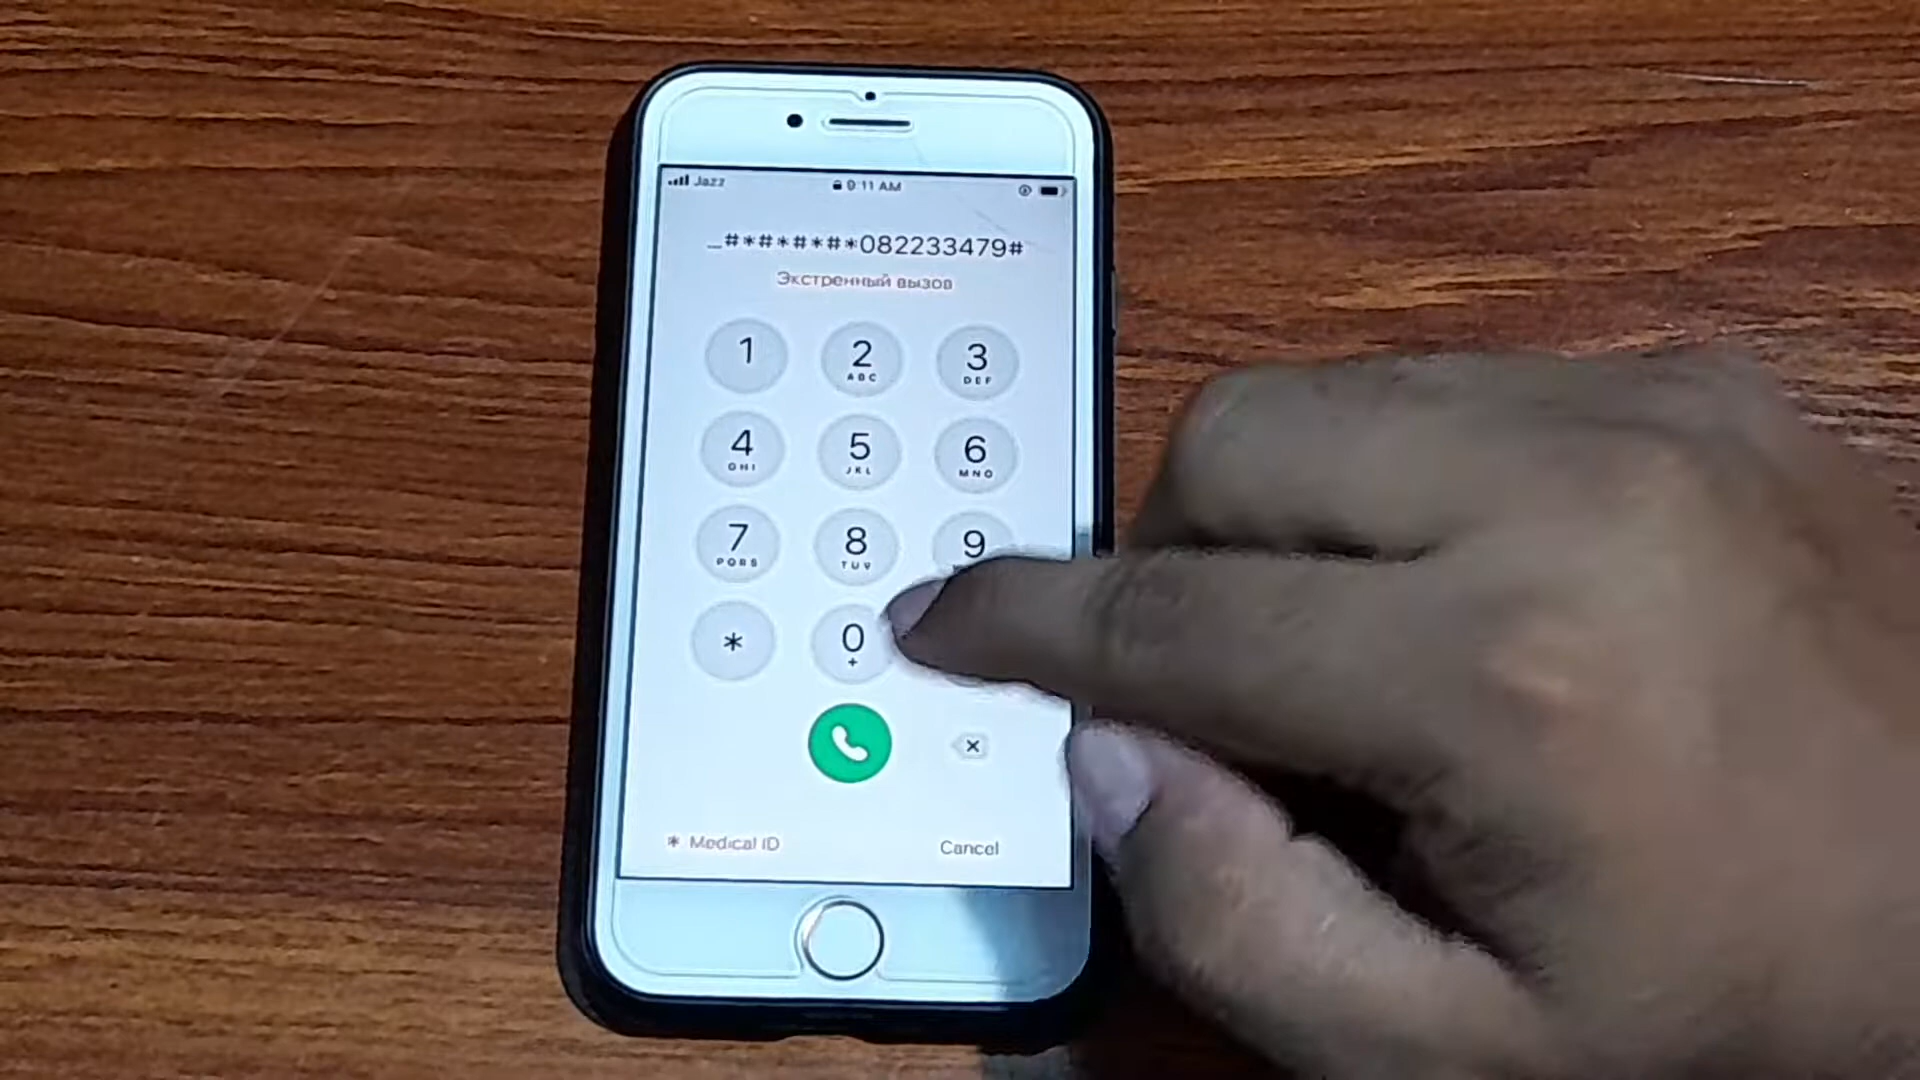 Jazz 9:11 AM
_#*#*#*#*082233479#
Экстренный вызов
1 2 3
ABC DEF
4 5 6
GHI JKL MNO
7 8 9
PQRS TUV
* 0
+
* Medical ID Cancel